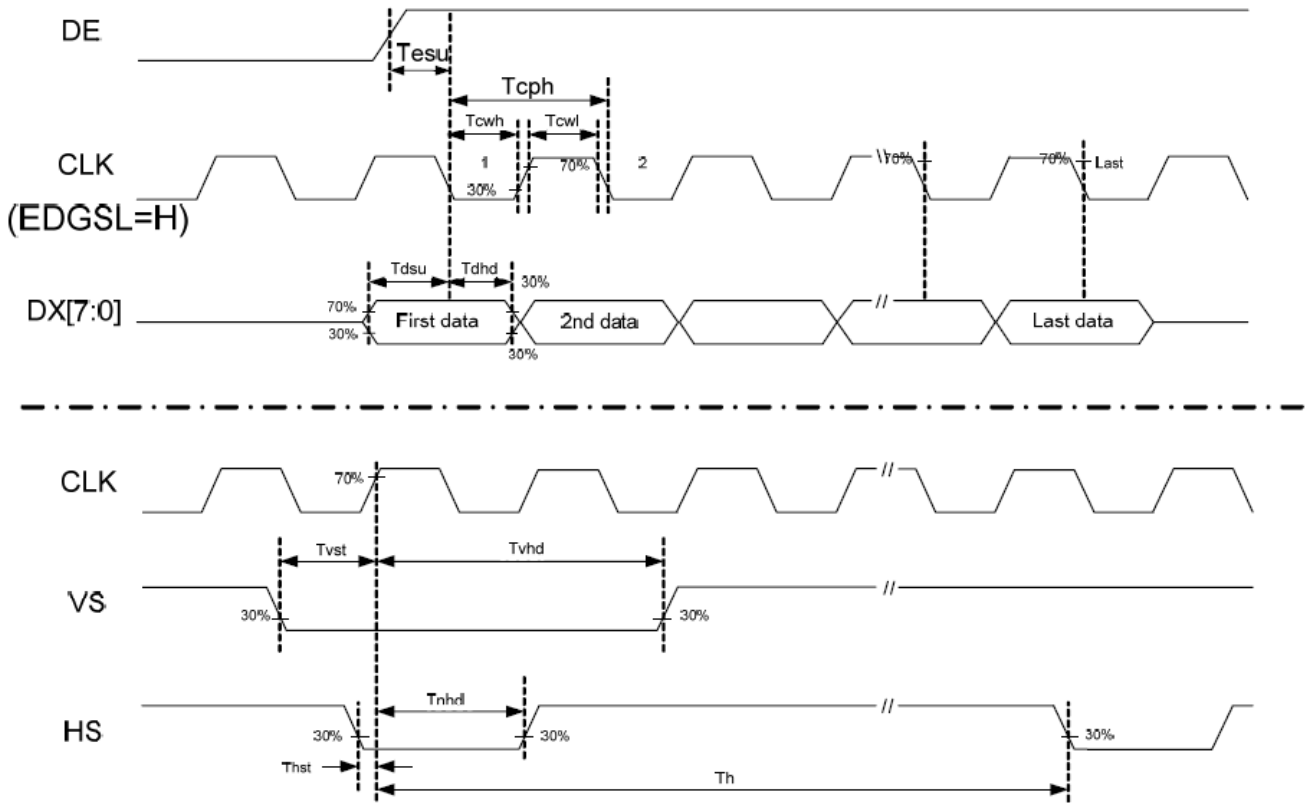 DE
Tesu
Tcph
Tcwh
Tcwl
CLK
1
70%
2
70%
70%
Last
30%
(EDGSL=H)
Tdsu
Tdhd
30%
DX[7:0]
70%
First data
2nd data
//
Last data
30%
30%
CLK
70%
//
Tvst
Tvhd
VS
30%
30%
//
Thhd
HS
30%
30%
//
30%
Thst
Th